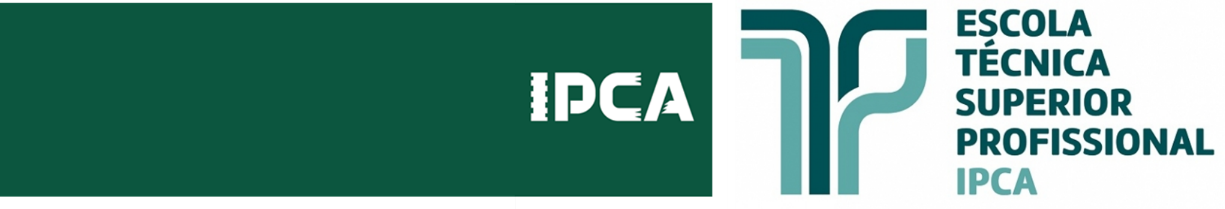 IPCA
ESCOLA
TÉCNICA
SUPERIOR
PROFISSIONAL
IPCA